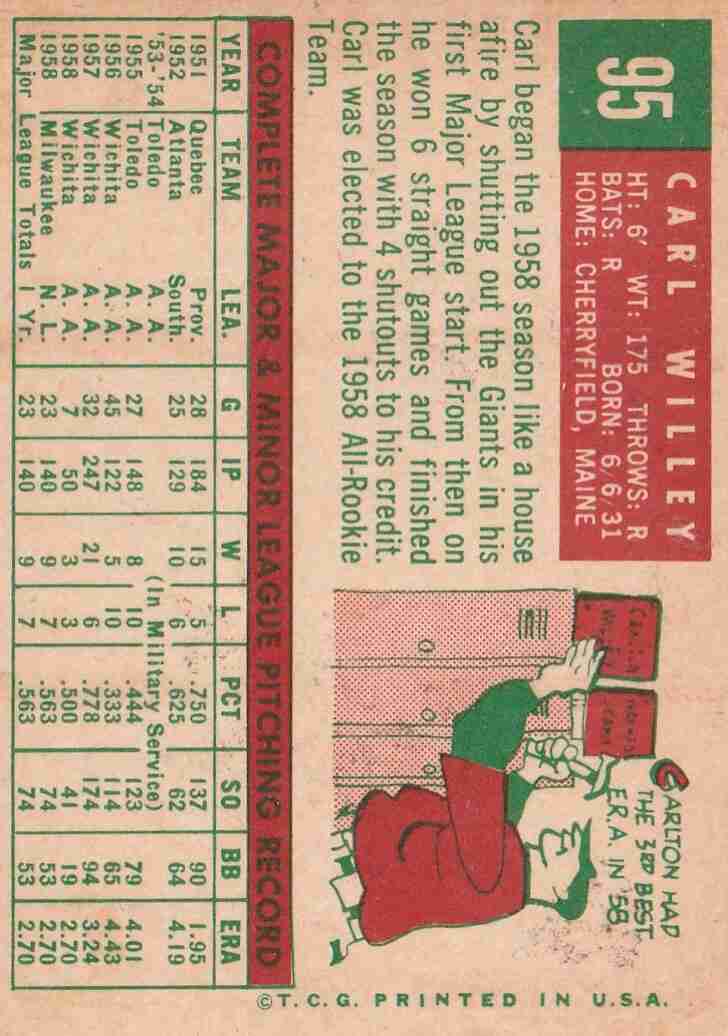 95
CARL WILLEY
HT: 6' WT: 175 THROWS: R
BATS: R BORN: 6/6/31
HOME: CHERRYFIELD, MAINE
Carl began the 1958 season like a house
afire by shutting out the Giants in his
first Major League start. From then on
he won 6 straight games and finished
the season with 4 shutouts to his credit.
Carl was elected to the 1958 All-Rookie
Team.
CARLTON HAD
THE 3RD BEST
E.R.A. IN '58
COMPLETE MAJOR & MINOR LEAGUE PITCHING RECORD
YEAR TEAM LEA. G IP W L PCT SO BB ERA
1951 Quebec Prov. 28 184 15 5 .750 137 90 1.95
1952 Atlanta South. 25 129 10 6 .625 62 64 4.19
'53-'54 Toledo A. A. (In Military Service)
1955 Toledo A. A. 27 148 8 10 .444 123 79 4.01
1956 Wichita A. A. 45 122 5 10 .333 114 65 4.43
1957 Wichita A. A. 32 247 21 6 .778 174 94 3.24
1958 Wichita A. A. 7 50 3 3 .500 41 19 2.70
1958 Milwaukee N. L. 23 140 9 7 .563 74 53 2.70
Major League Totals 1 Yr. 23 140 9 7 .563 74 53 2.70
©T.C.G. PRINTED IN U.S.A.